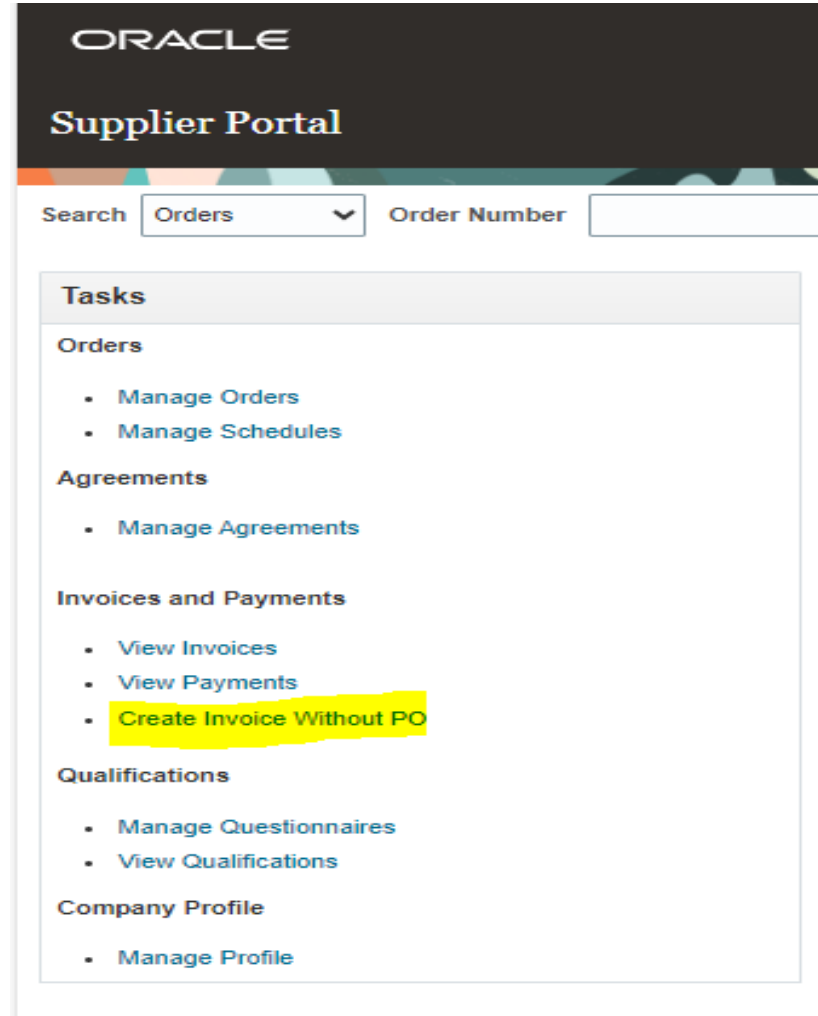 ORACLE
Supplier Portal
Search Orders Order Number
Tasks
Orders
• Manage Orders
• Manage Schedules
Agreements
• Manage Agreements
Invoices and Payments
• View Invoices
• View Payments
• Create Invoice Without PO
Qualifications
• Manage Questionnaires
• View Qualifications
Company Profile
• Manage Profile